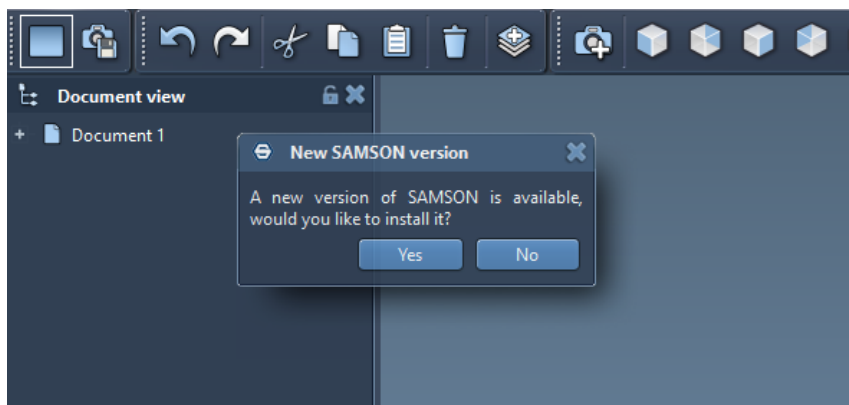 Document view
Document 1
New SAMSON version
A new version of SAMSON is available,
would you like to install it?
Yes
No